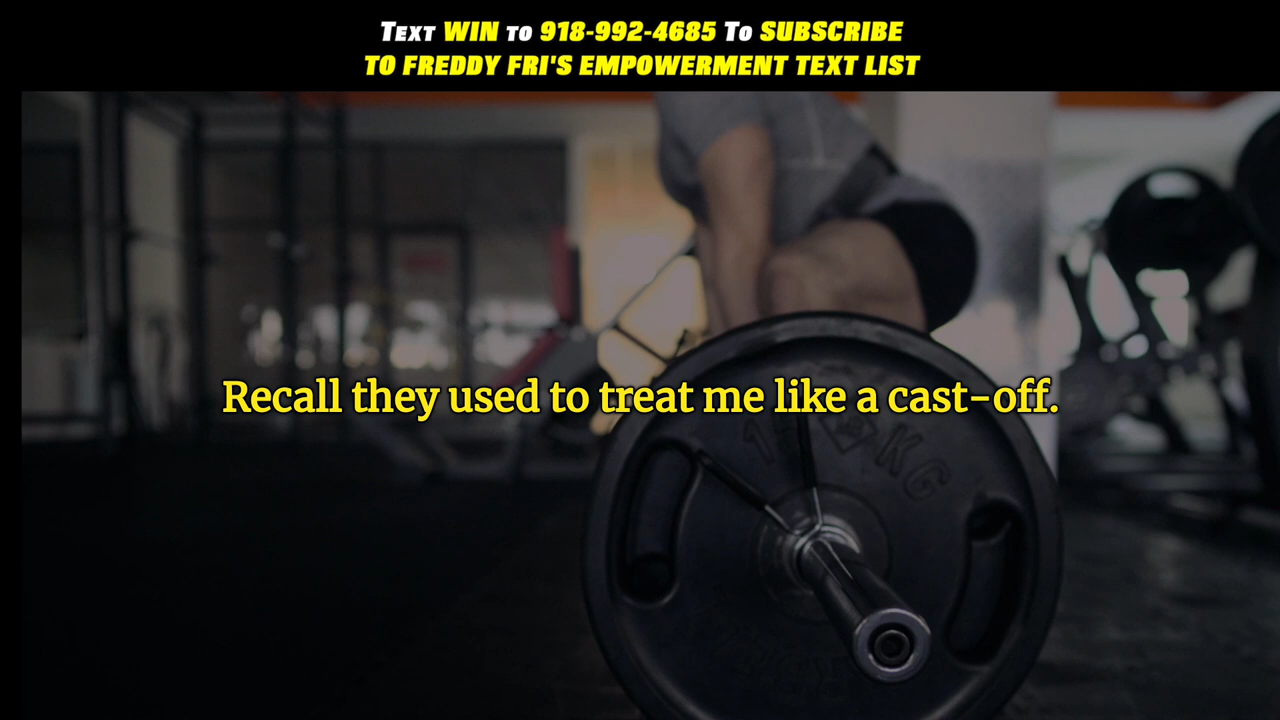 Text WIN to 918-992-4685 To SUBSCRIBE
TO FREDDY FRI'S EMPOWERMENT TEXT LIST
Recall they used to treat me like a cast-off.
KG